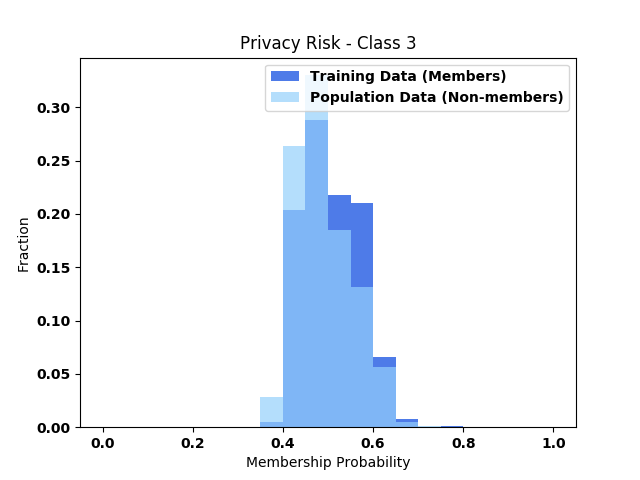 Privacy Risk - Class 3
Training Data (Members)
Population Data (Non-members)
0.30
0.25
0.20
0.15
0.10
0.05
0.00
Fraction
0.0 0.2 0.4 0.6 0.8 1.0
Membership Probability